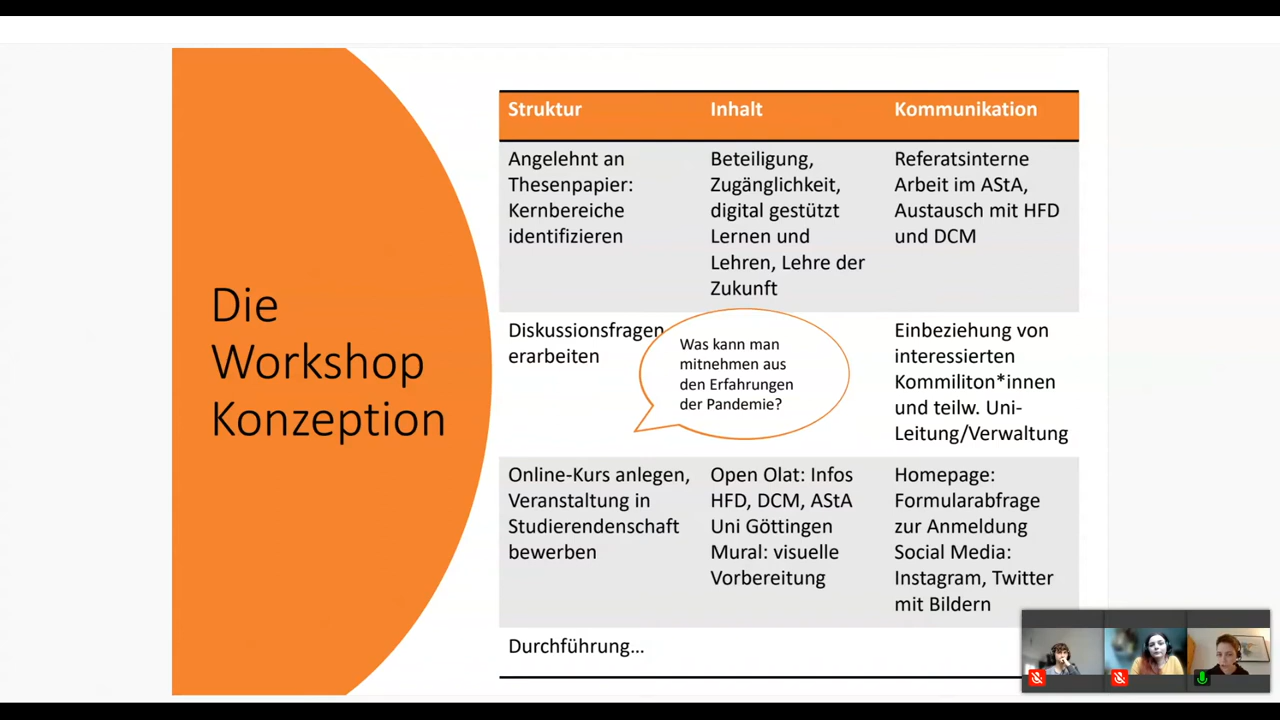 Die
Workshop
Konzeption
Struktur
Inhalt
Kommunikation
Angelehnt an
Thesenpapier:
Kernbereiche
identifizieren
Beteiligung,
Zugänglichkeit,
digital gestützt
Lernen und
Lehren, Lehre der
Zukunft
Referatsinterne
Arbeit im AStA,
Austausch mit HFD
und DCM
Diskussionsfragen
erarbeiten
Was kann man
mitnehmen aus
den Erfahrungen
der Pandemie?
Einbeziehung von
interessierten
Kommiliton*innen
und teilw. Uni-
Leitung/Verwaltung
Online-Kurs anlegen,
Veranstaltung in
Studierendenschaft
bewerben
Open Olat: Infos
HFD, DCM, AStA
Uni Göttingen
Mural: visuelle
Vorbereitung
Homepage:
Formularabfrage
zur Anmeldung
Social Media:
Instagram, Twitter
mit Bildern
Durchführung...